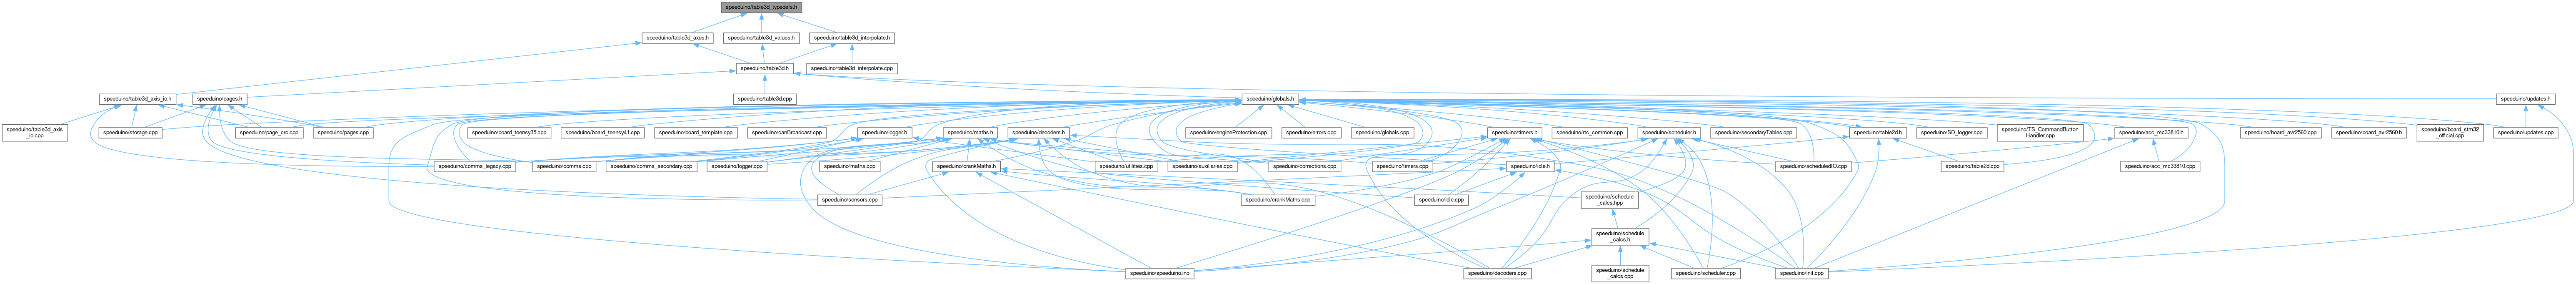 speeduino/table3d_typedefs.h
speeduino/table3d_axes.h
speeduino/table3d_values.h
speeduino/table3d_interpolate.h
speeduino/table3d.h
speeduino/table3d_interpolate.cpp
speeduino/table3d_axis_io.h
speeduino/pages.h
speeduino/table3d.cpp
speeduino/globals.h
speeduino/updates.h
speeduino/table3d_axis
_io.cpp
speeduino/storage.cpp
speeduino/page_crc.cpp
speeduino/pages.cpp
speeduino/board_teensy35.cpp
speeduino/board_teensy41.cpp
speeduino/board_template.cpp
speeduino/canBroadcast.cpp
speeduino/logger.h
speeduino/maths.h
speeduino/decoders.h
speeduino/engineProtection.cpp
speeduino/errors.cpp
speeduino/globals.cpp
speeduino/timers.h
speeduino/rtc_common.cpp
speeduino/scheduler.h
speeduino/secondaryTables.cpp
speeduino/table2d.h
speeduino/SD_logger.cpp
speeduino/TS_CommandButton
Handler.cpp
speeduino/acc_mc33810.h
speeduino/board_avr2560.cpp
speeduino/board_avr2560.h
speeduino/board_stm32
_official.cpp
speeduino/updates.cpp
speeduino/comms_legacy.cpp
speeduino/comms.cpp
speeduino/comms_secondary.cpp
speeduino/logger.cpp
speeduino/maths.cpp
speeduino/crankMaths.h
speeduino/utilities.cpp
speeduino/auxiliaries.cpp
speeduino/corrections.cpp
speeduino/timers.cpp
speeduino/idle.h
speeduino/scheduledIO.cpp
speeduino/table2d.cpp
speeduino/acc_mc33810.cpp
speeduino/sensors.cpp
speeduino/crankMaths.cpp
speeduino/idle.cpp
speeduino/schedule
_calcs.hpp
speeduino/schedule
_calcs.h
speeduino/speeduino.ino
speeduino/decoders.cpp
speeduino/schedule
_calcs.cpp
speeduino/scheduler.cpp
speeduino/init.cpp